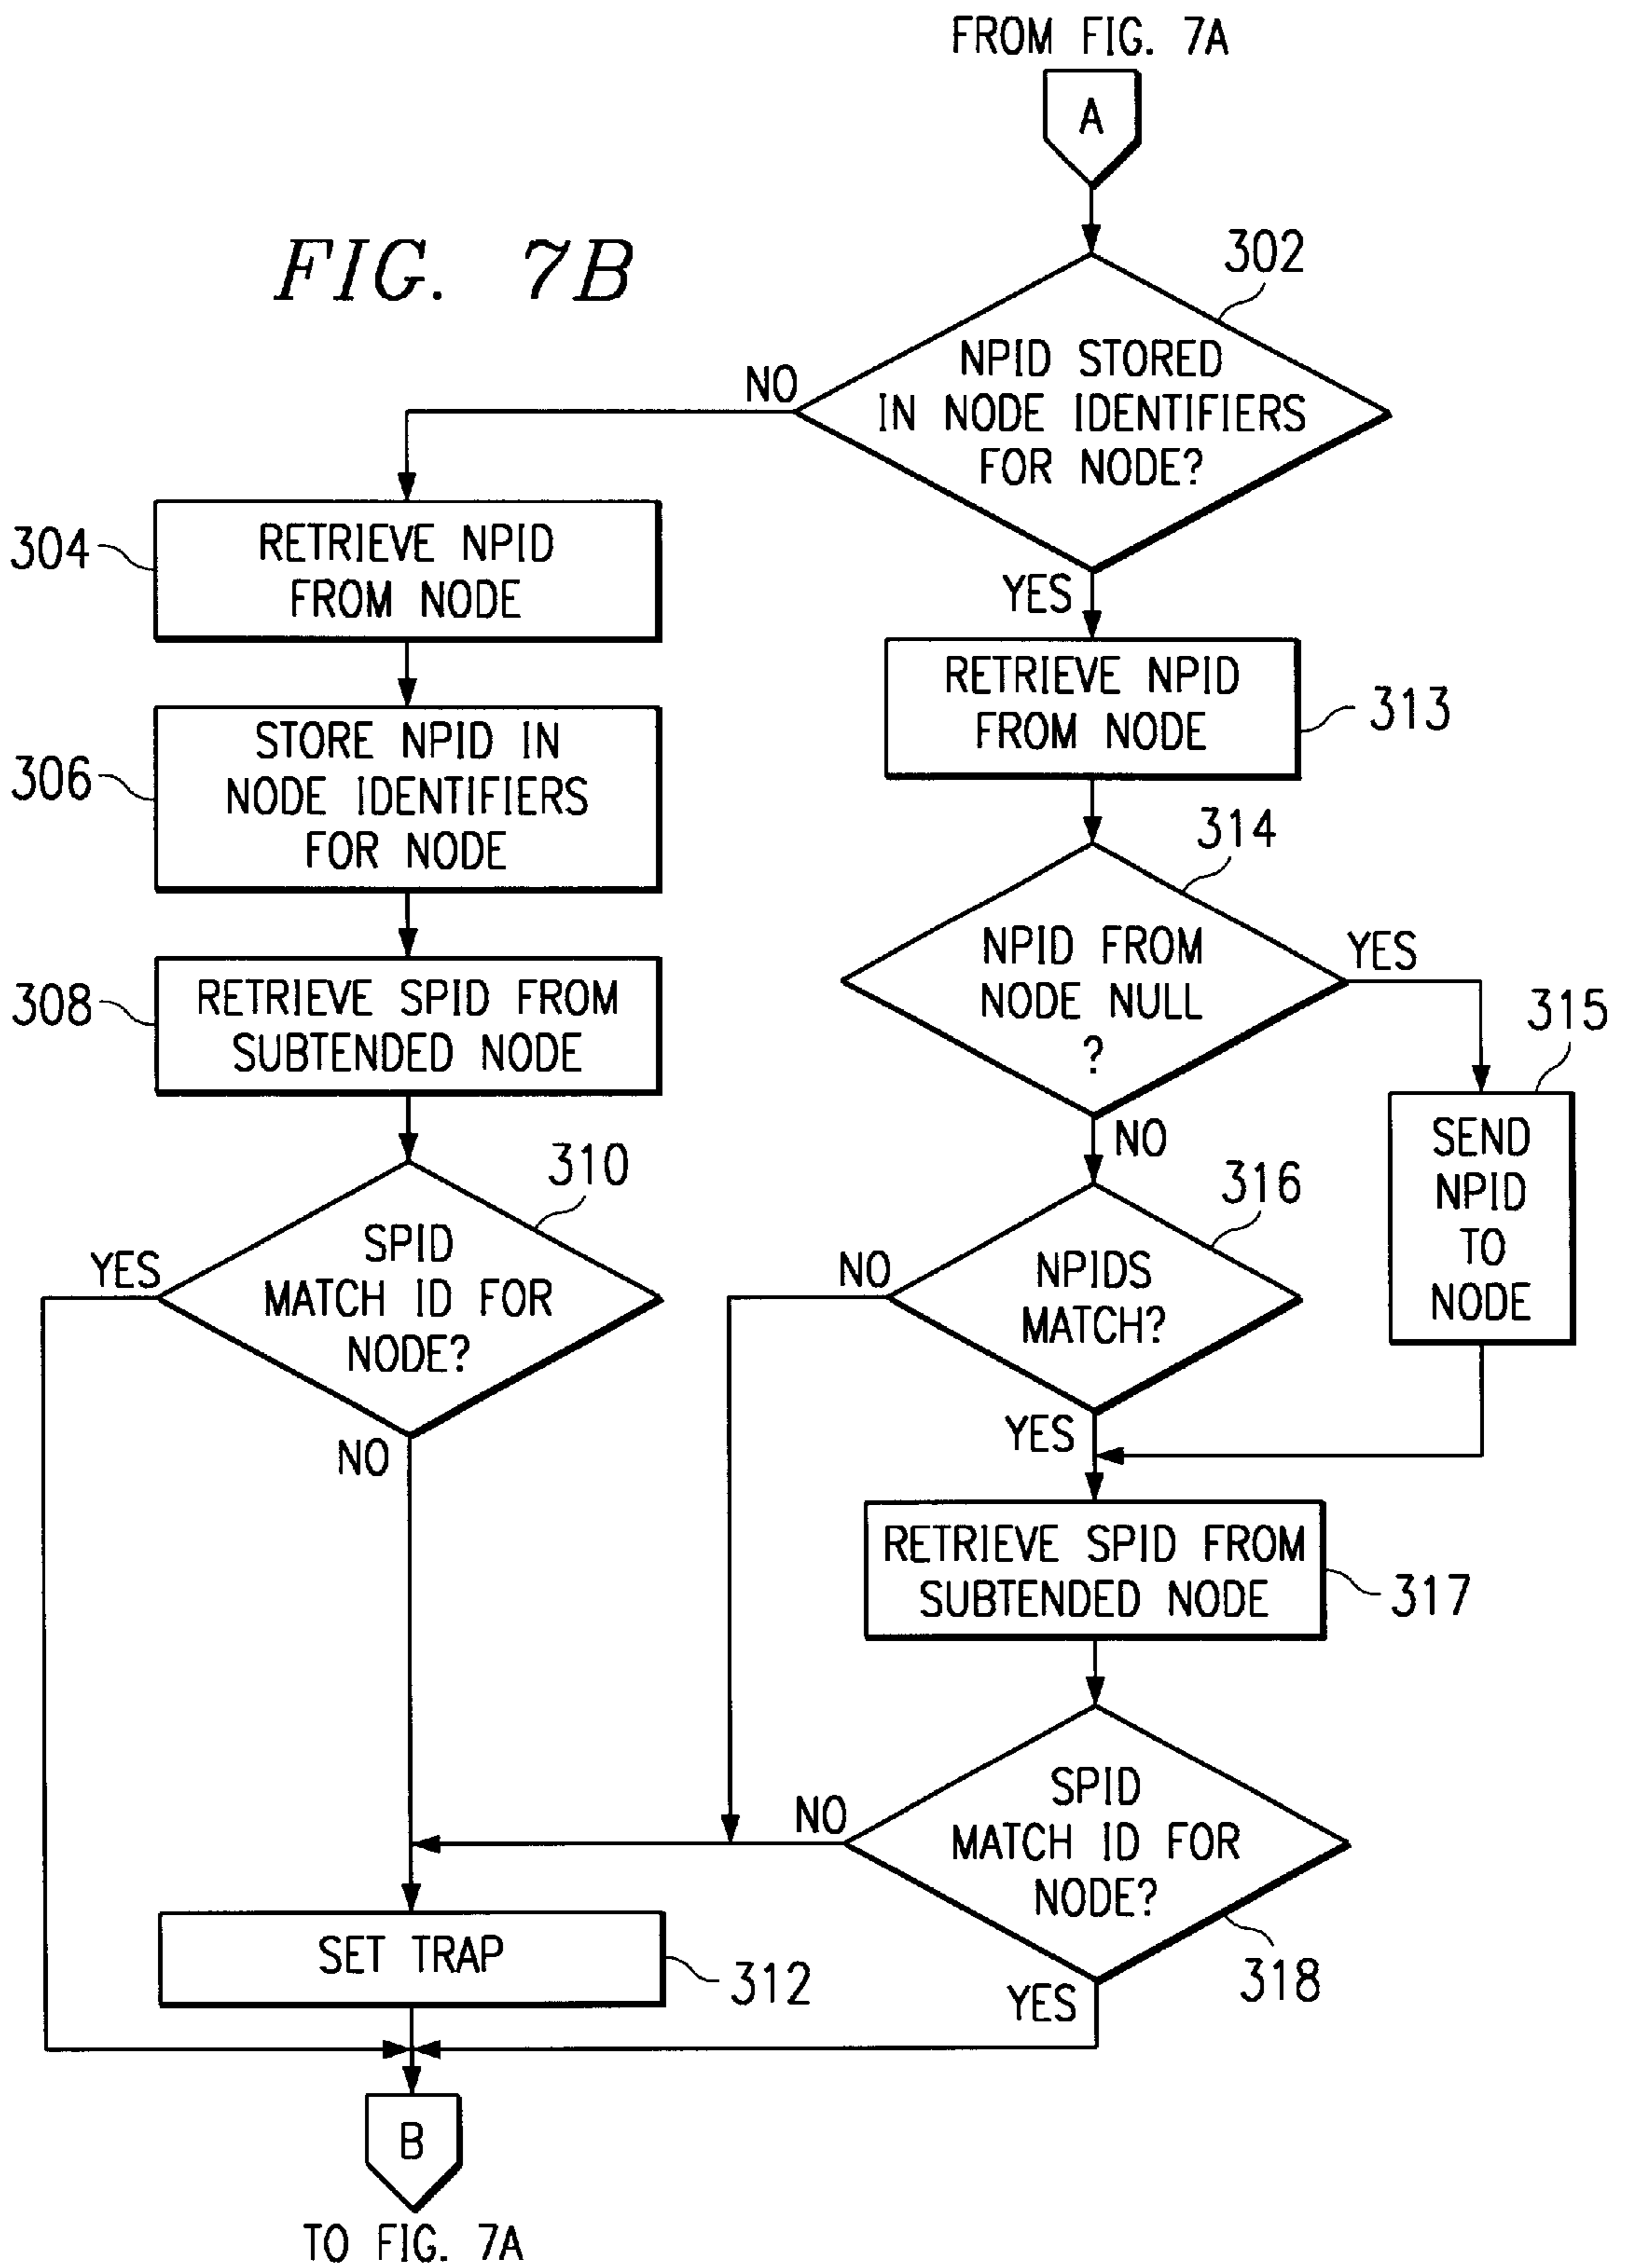 FROM FIG. 7A
A
FIG. 7B
302
NPID STORED
IN NODE IDENTIFIERS
FOR NODE?
NO
YES
304
RETRIEVE NPID
FROM NODE
RETRIEVE NPID
FROM NODE
313
306
STORE NPID IN
NODE IDENTIFIERS
FOR NODE
314
NPID FROM
NODE NULL
?
YES
NO
308
RETRIEVE SPID FROM
SUBTENDED NODE
315
SEND
NPID
TO
NODE
310
SPID
MATCH ID FOR
NODE?
YES
NO
316
NPIDS
MATCH?
NO
YES
RETRIEVE SPID FROM
SUBTENDED NODE
317
SPID
MATCH ID FOR
NODE?
NO
318
YES
SET TRAP
312
B
TO FIG. 7A